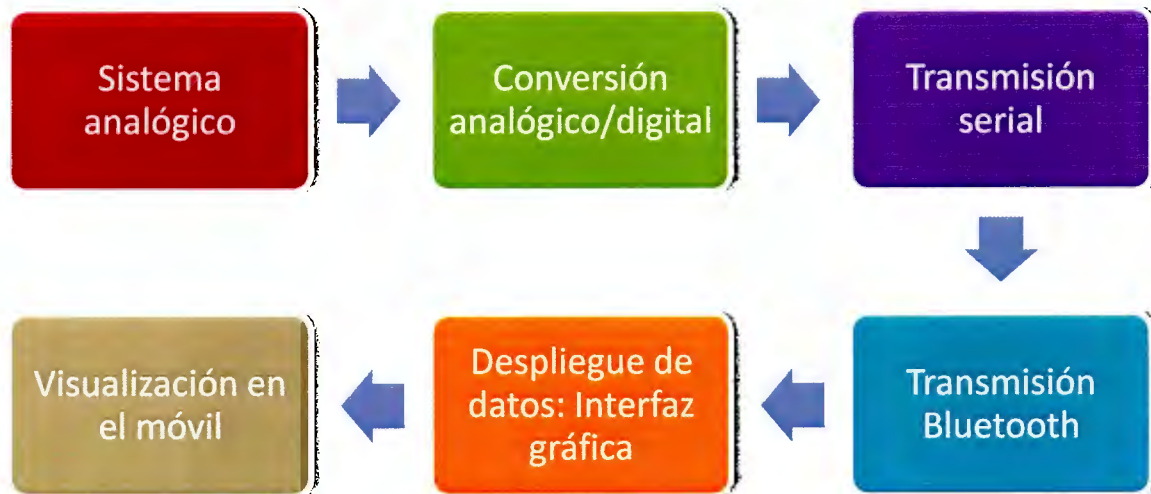 Sistema
analógico
Conversión
analógico/digital
Transmisión
serial
Transmisión
Bluetooth
Despliegue de
datos: Interfaz
gráfica
Visualización en
el móvil